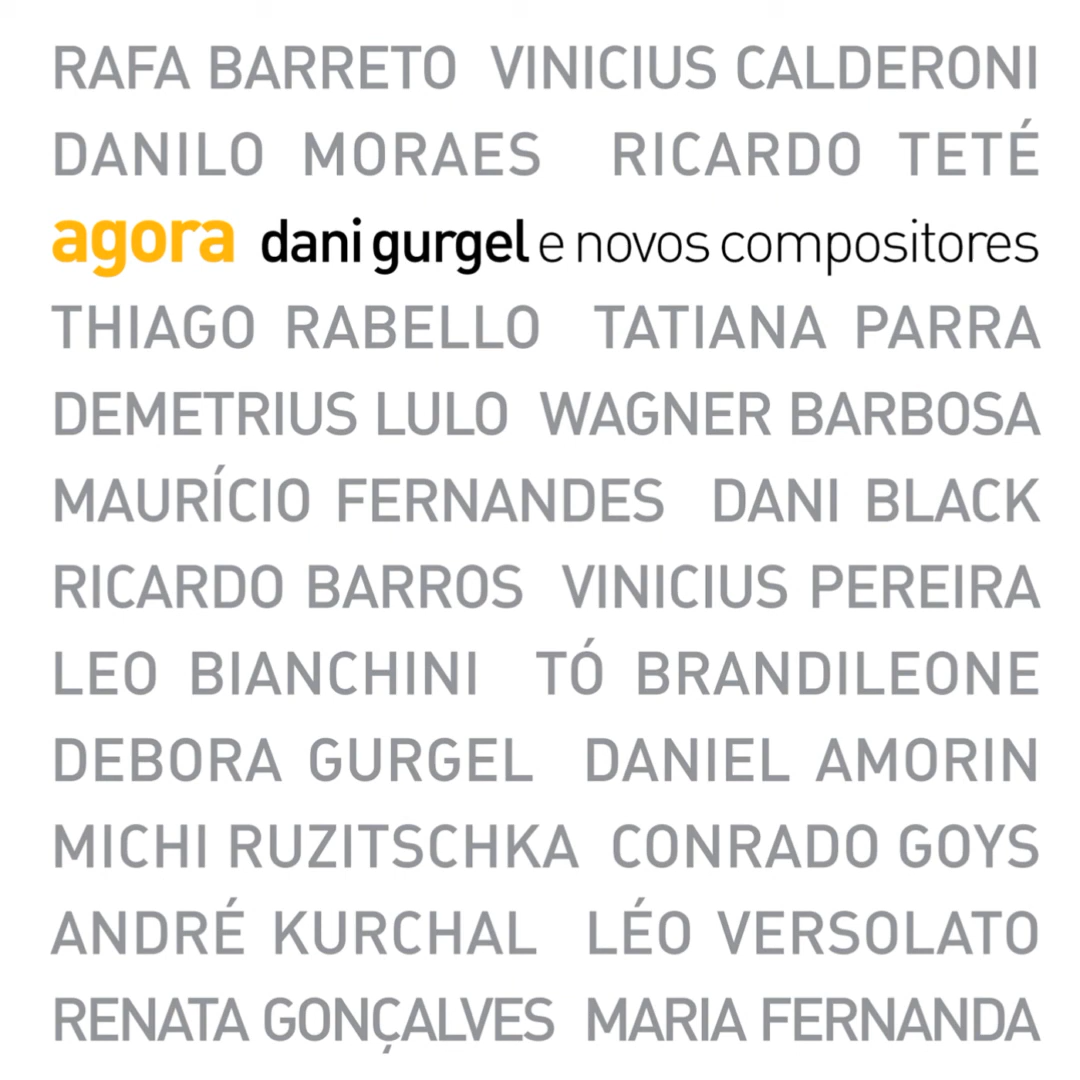 RAFA BARRETO VINICIUS CALDERONI
DANILO MORAES RICARDO TETÉ
agora dani gurgel e novos compositores
THIAGO RABELLO TATIANA PARRA
DEMETRIUS LULO WAGNER BARBOSA
MAURÍCIO FERNANDES DANI BLACK
RICARDO BARROS VINICIUS PEREIRA
LEO BIANCHINI TÓ BRANDILEONE
DEBORA GURGEL DANIEL AMORIN
MICHI RUZITSCHKA CONRADO GOYS
ANDRÉ KURCHAL LÉO VERSOLATO
RENATA GONÇALVES MARIA FERNANDA